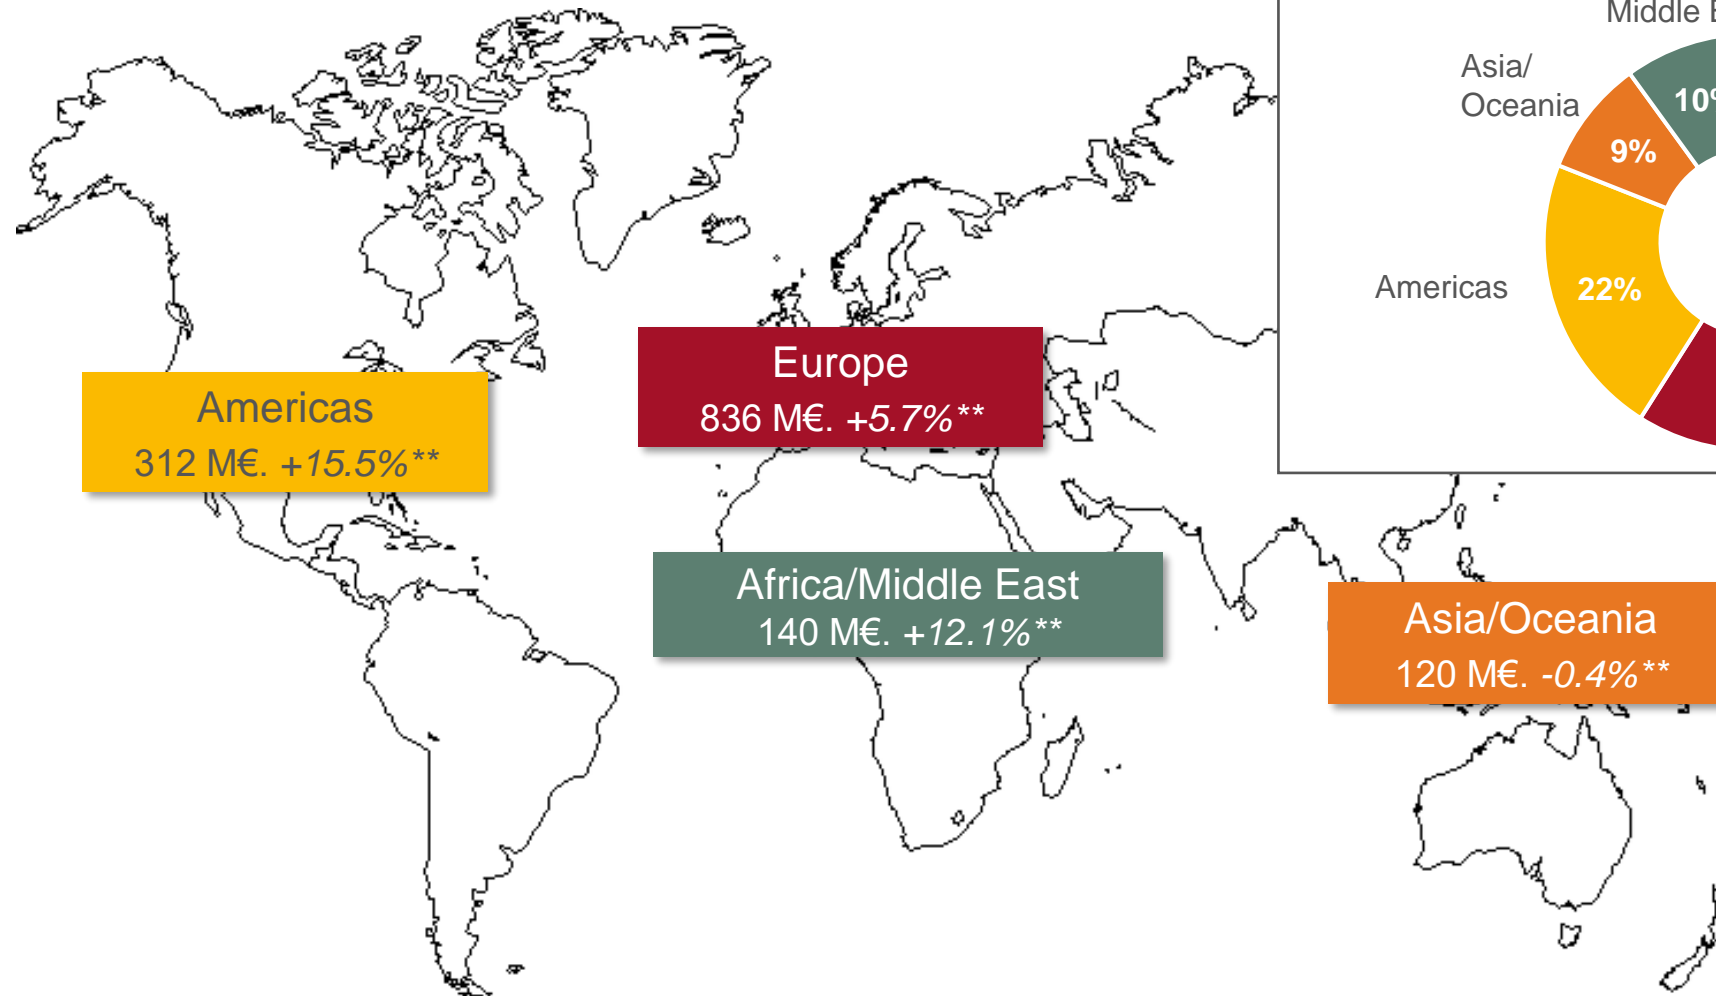 Middle
Asia/
Oceania
10%
9%
Americas
22%
Europe
836 M€. +5.7%**
Americas
312 M€. +15.5%**
Africa/Middle East
140 M€. +12.1%**
Asia/Oceania
120 M€. -0.4%**